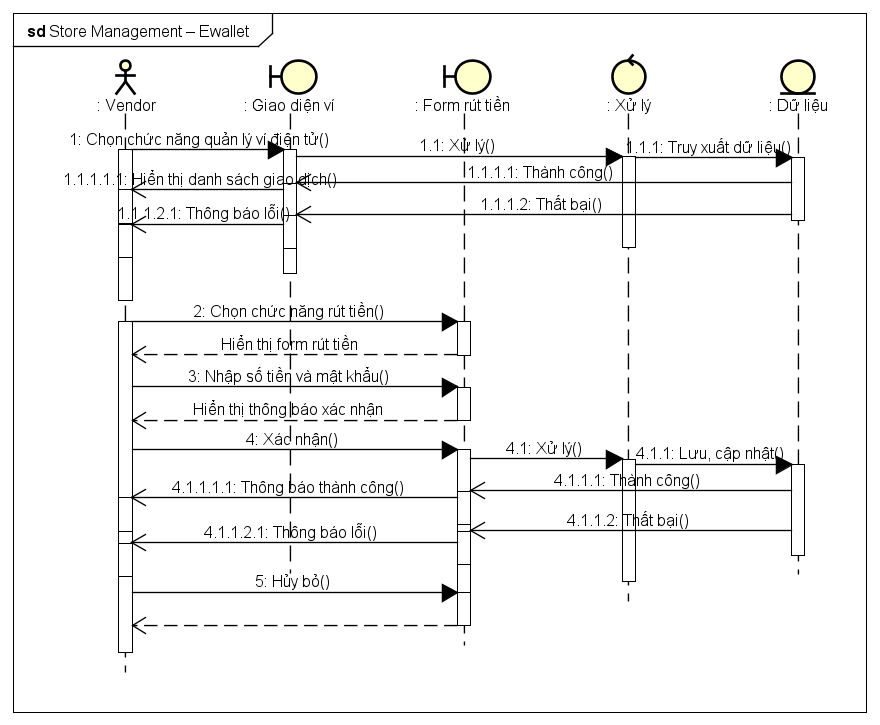 sd Store Management – Ewallet
: Vendor
: Giao diện ví
: Form rút tiền
: Xử lý
: Dữ liệu
1: Chọn chức năng quản lý ví điện tử()
1.1: Xử lý()
1.1.1: Truy xuất dữ liệu()
1.1.1.1: Thành công()
1.1.1.1.1: Hiển thị danh sách giao dịch()
1.1.1.2: Thất bại()
1.1.1.2.1: Thông báo lỗi()
2: Chọn chức năng rút tiền()
Hiển thị form rút tiền
3: Nhập số tiền và mật khẩu()
Hiển thị thông báo xác nhận
4: Xác nhận()
4.1: Xử lý()
4.1.1: Lưu, cập nhật()
4.1.1.1: Thành công()
4.1.1.1.1: Thông báo thành công()
4.1.1.2: Thất bại()
4.1.1.2.1: Thông báo lỗi()
5: Hủy bỏ()